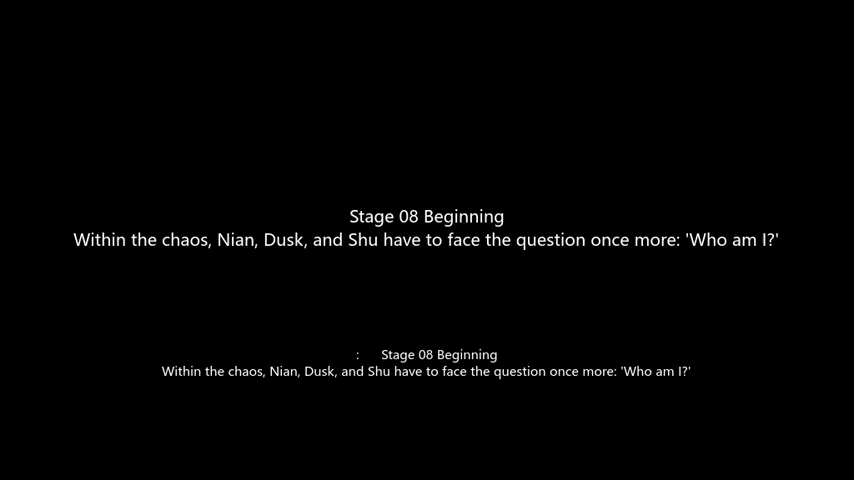 Stage 08 Beginning
Within the chaos, Nian, Dusk, and Shu have to face the question once more: 'Who am I?'
: Stage 08 Beginning
Within the chaos, Nian, Dusk, and Shu have to face the question once more: 'Who am I?'